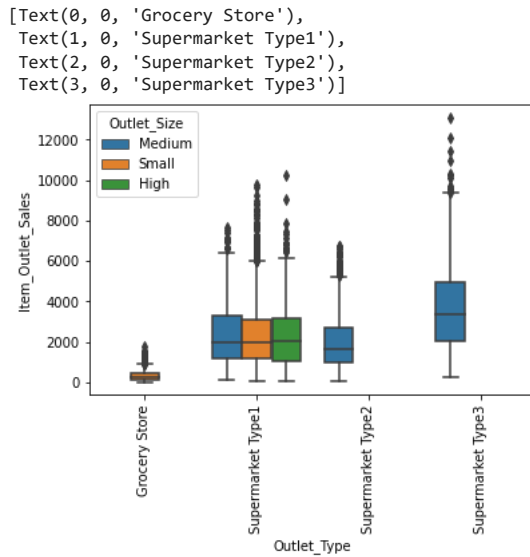 [Text(0, 0, 'Grocery Store'),
Text(1, 0, 'Supermarket Type1'),
Text(2, 0, 'Supermarket Type2'),
Text(3, 0, 'Supermarket Type3')]
Outlet_Size
Medium
Small
High
12000
10000
8000
6000
4000
2000
0
Item_Outlet_Sales
Grocery Store
Supermarket Type1
Supermarket Type2
Supermarket Type3
Outlet_Type